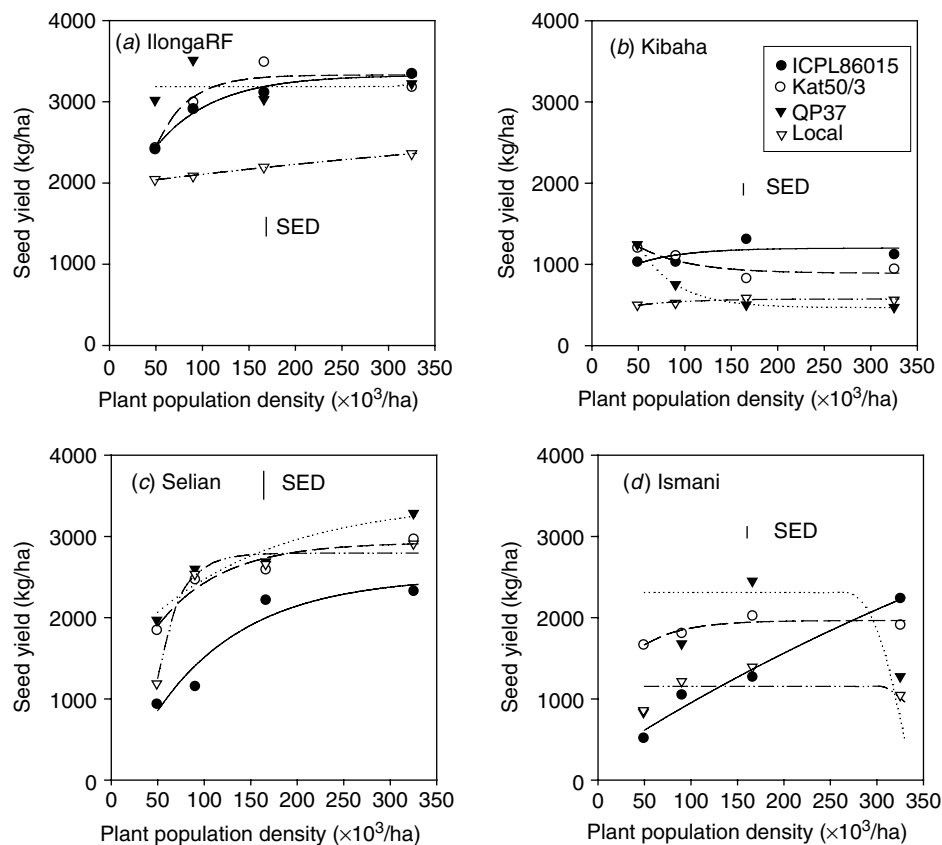 (a) IlongaRF
4000
3000
2000
1000
0
Seed yield (kg/ha)
SED
0 50 100 150 200 250 300 350
Plant population density (×10³/ha)
(b) Kibaha
ICPL86015
Kat50/3
QP37
Local
4000
3000
2000
1000
0
Seed yield (kg/ha)
SED
0 50 100 150 200 250 300 350
Plant population density (×10³/ha)
(c) Selian
SED
4000
3000
2000
1000
0
Seed yield (kg/ha)
0 50 100 150 200 250 300 350
Plant population density (×10³/ha)
(d) Ismani
SED
4000
3000
2000
1000
0
Seed yield (kg/ha)
0 50 100 150 200 250 300 350
Plant population density (×10³/ha)